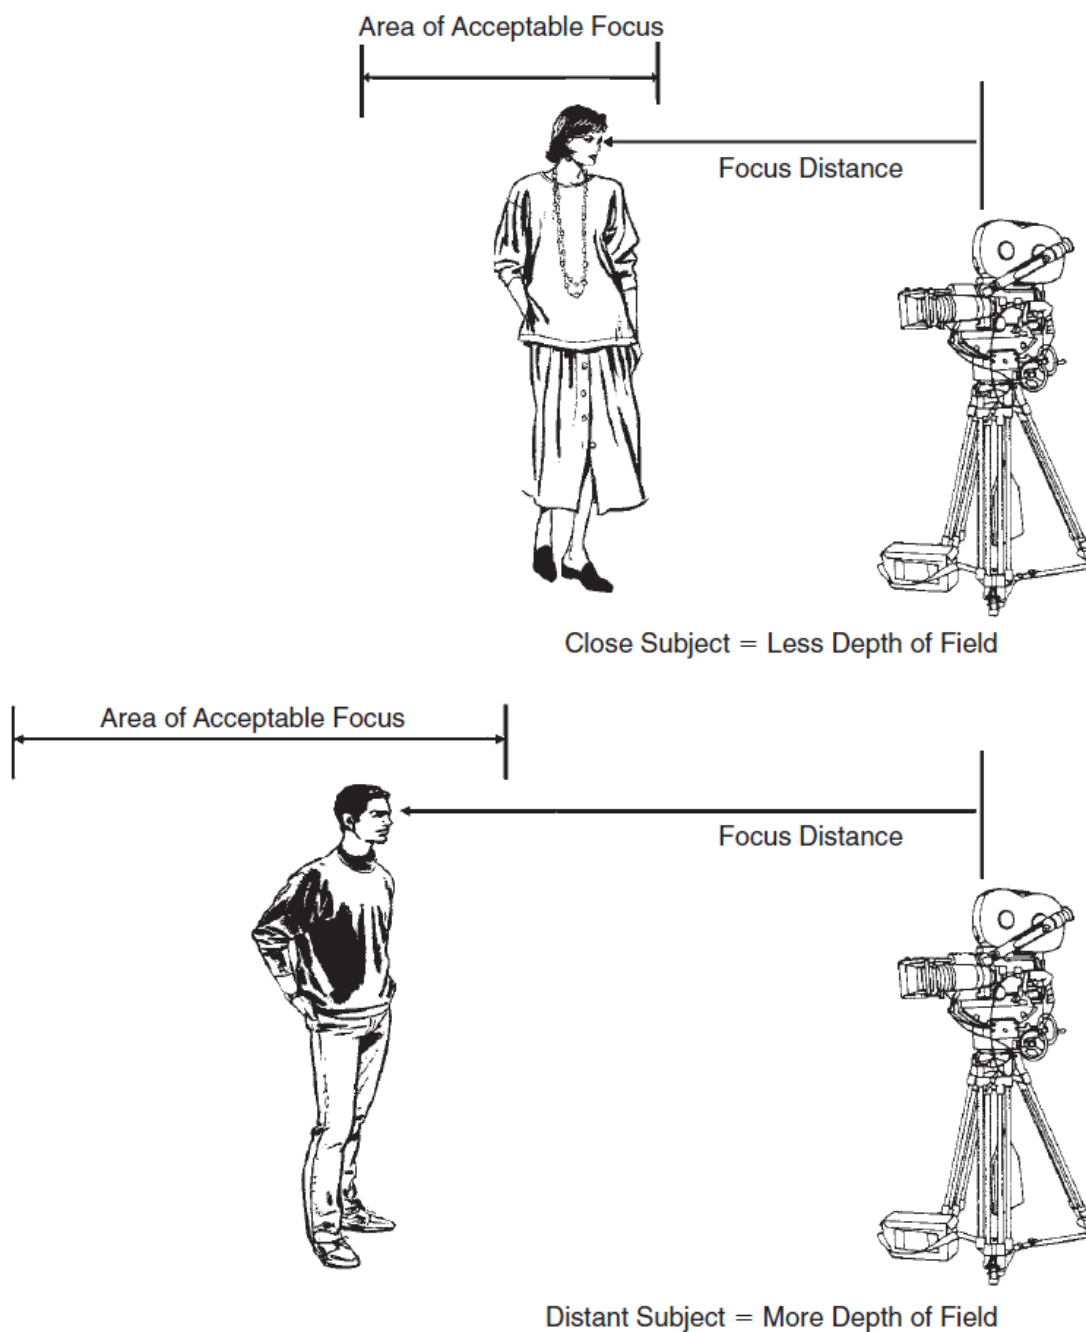 Area of Acceptable Focus
Focus Distance
Close Subject = Less Depth of Field
Area of Acceptable Focus
Focus Distance
Distant Subject = More Depth of Field